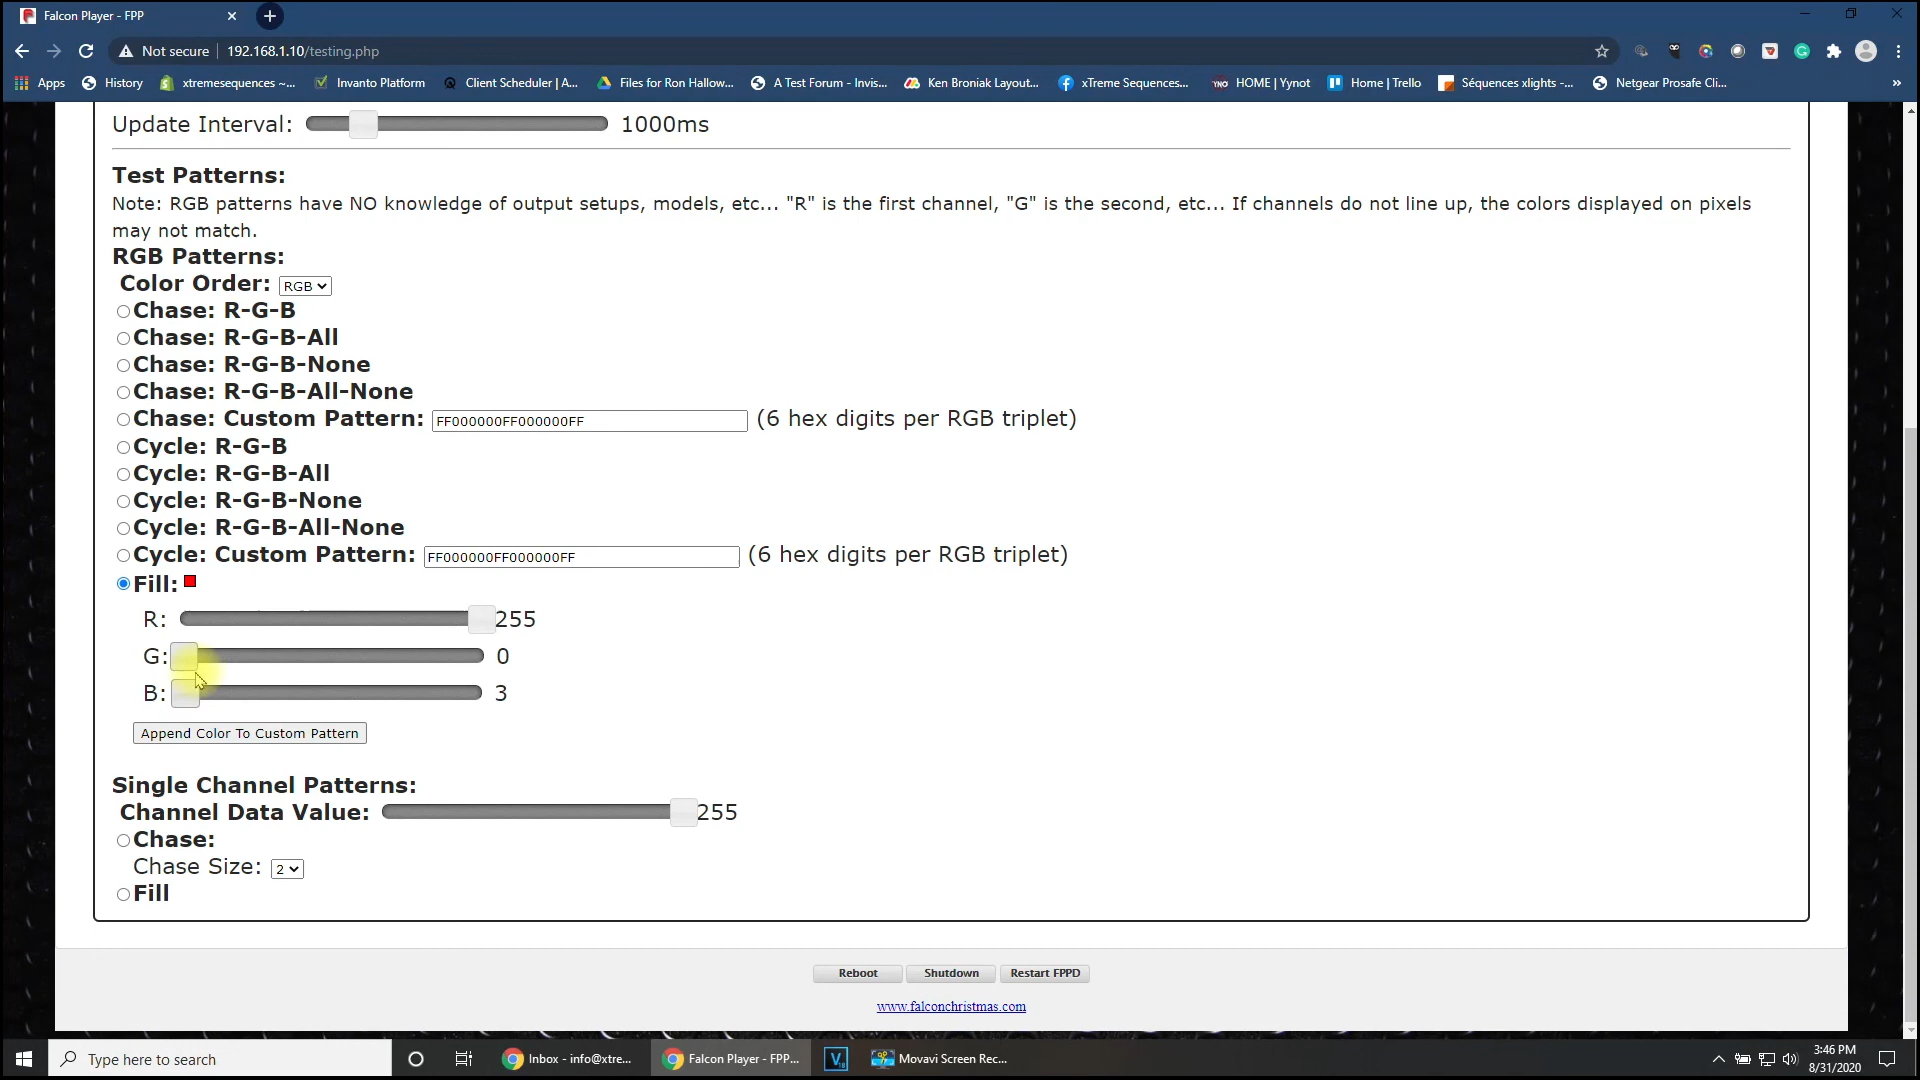 Falcon Player - FPP
Not secure 192.168.1.10/testing.php
Apps History xtremesequences ~... Invanto Platform Client Scheduler | A... Files for Ron Hallow... A Test Forum - Invis... Ken Broniak Layout... xTreme Sequences... YNO HOME | Yynot Home | Trello Séquences xlights -... Netgear Prosafe Cli... »
Update Interval: 1000ms
Test Patterns:
Note: RGB patterns have NO knowledge of output setups, models, etc... "R" is the first channel, "G" is the second, etc... If channels do not line up, the colors displayed on pixels
may not match.
RGB Patterns:
Color Order: RGB
Chase: R-G-B
Chase: R-G-B-All
Chase: R-G-B-None
Chase: R-G-B-All-None
Chase: Custom Pattern: FF000000FF000000FF (6 hex digits per RGB triplet)
Cycle: R-G-B
Cycle: R-G-B-All
Cycle: R-G-B-None
Cycle: R-G-B-All-None
Cycle: Custom Pattern: FF000000FF000000FF (6 hex digits per RGB triplet)
Fill:
R: 255
G: 0
B: 3
Append Color To Custom Pattern
Single Channel Patterns:
Channel Data Value: 255
Chase:
Chase Size: 2
Fill
Reboot Shutdown Restart FPPD
www.falconchristmas.com
Type here to search Inbox - info@xtre... Falcon Player - FPP... V Movavi Screen Rec... 3:46 PM
8/31/2020